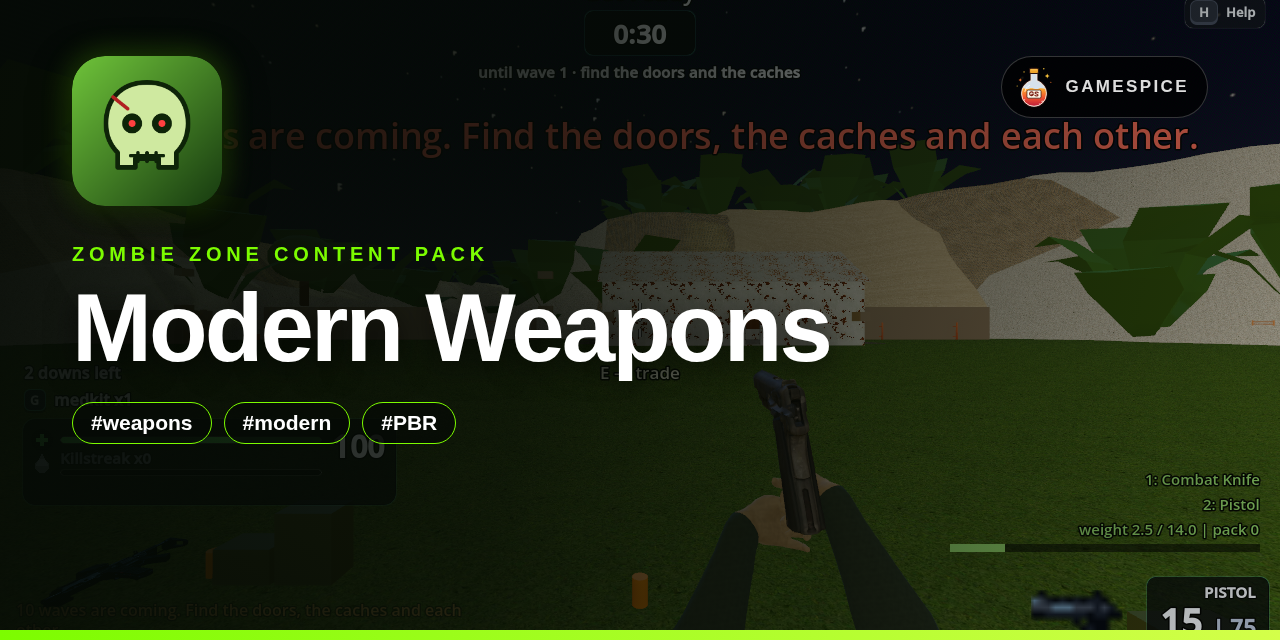 H Help
0:30
until wave 1 · find the doors and the caches
GS GAMESPICE
are coming. Find the doors, the caches and each other.
ZOMBIE ZONE CONTENT PACK
Modern Weapons
2 downs left
E - trade
G medkit x1
#weapons #modern #PBR
100
Killstreak x0
1: Combat Knife
2: Pistol
weight 2.5 / 14.0 | pack 0
10 waves are coming. Find the doors, the caches and each
PISTOL
15 | 75